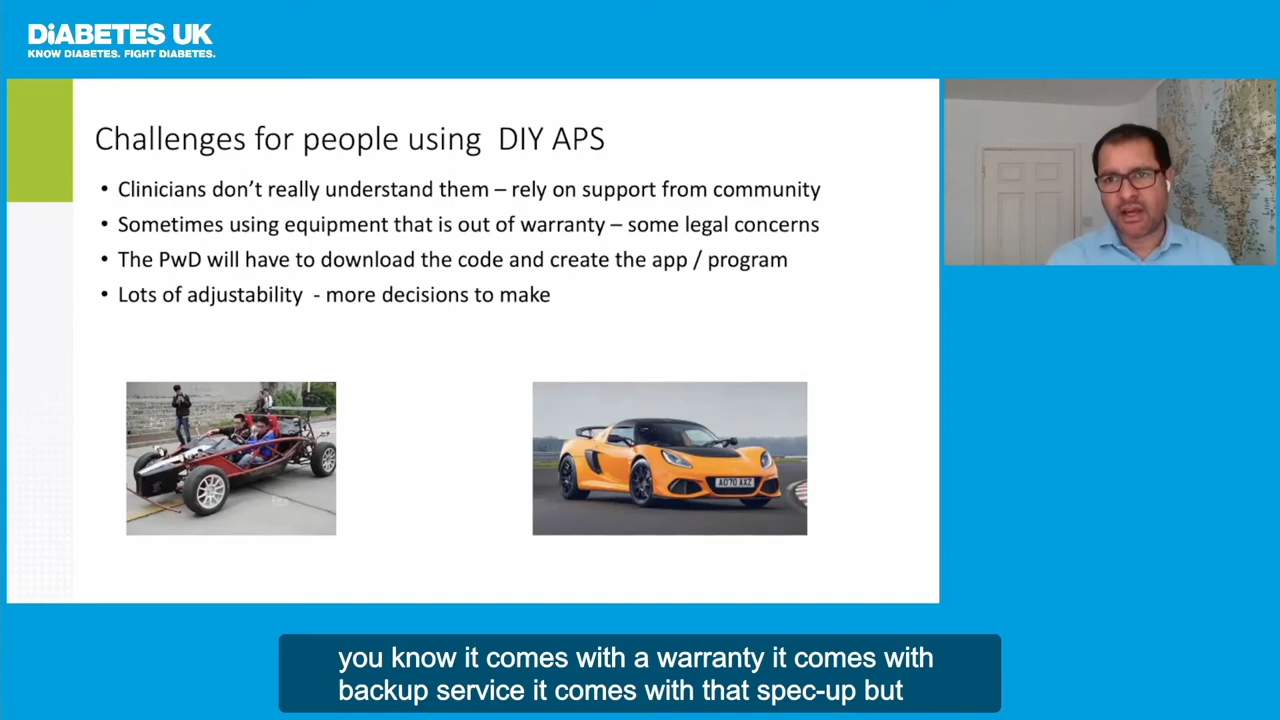 DiABETES UK
KNOW DIABETES. FIGHT DIABETES.
Challenges for people using DIY APS
• Clinicians don't really understand them – rely on support from community
• Sometimes using equipment that is out of warranty – some legal concerns
• The PwD will have to download the code and create the app / program
• Lots of adjustability - more decisions to make
AO70 AXZ
you know it comes with a warranty it comes with
backup service it comes with that spec-up but